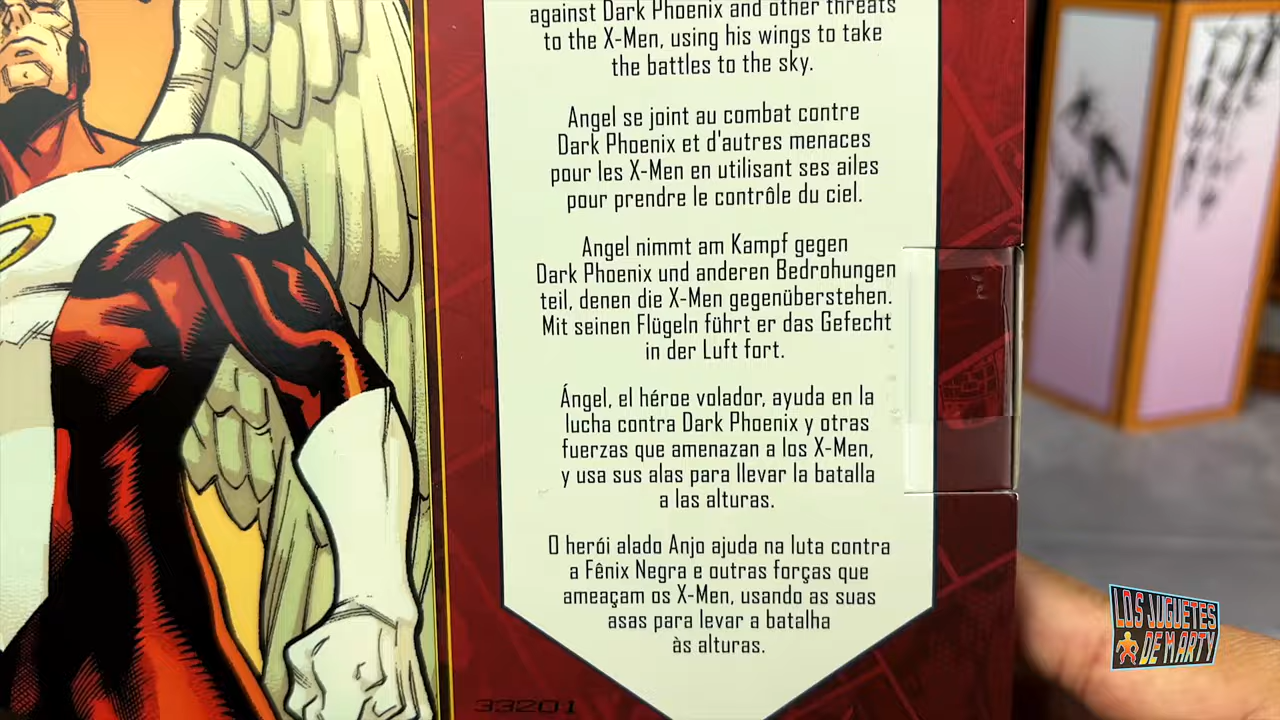 against Dark Phoenix and other threats
to the X-Men, using his wings to take
the battles to the sky.
Angel se joint au combat contre
Dark Phoenix et d'autres menaces
pour les X-Men en utilisant ses ailes
pour prendre le contrôle du ciel.
Angel nimmt am Kampf gegen
Dark Phoenix und anderen Bedrohungen
teil, denen die X-Men gegenüberstehen.
Mit seinen Flügeln führt er das Gefecht
in der Luft fort.
Ángel, el héroe volador, ayuda en la
lucha contra Dark Phoenix y otras
fuerzas que amenazan a los X-Men,
y usa sus alas para llevar la batalla
a las alturas.
O herói alado Anjo ajuda na luta contra
a Fênix Negra e outras forças que
ameaçam os X-Men, usando as suas
asas para levar a batalha
às alturas.
33201
LOS JUGUETES
DE MARTY